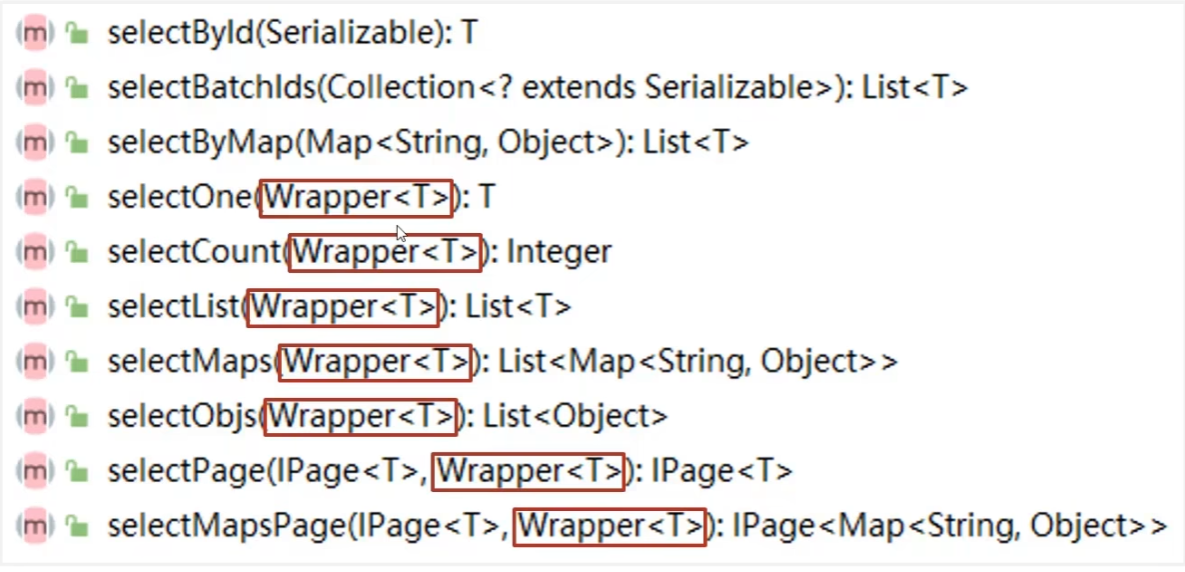 selectById(Serializable): T
selectBatchIds(Collection<? extends Serializable>): List<T>
selectByMap(Map<String, Object>): List<T>
selectOne(Wrapper<T>): T
selectCount(Wrapper<T>): Integer
selectList(Wrapper<T>): List<T>
selectMaps(Wrapper<T>): List<Map<String, Object>>
selectObjs(Wrapper<T>): List<Object>
selectPage(IPage<T>, Wrapper<T>): IPage<T>
selectMapsPage(IPage<T>, Wrapper<T>): IPage<Map<String, Object>>